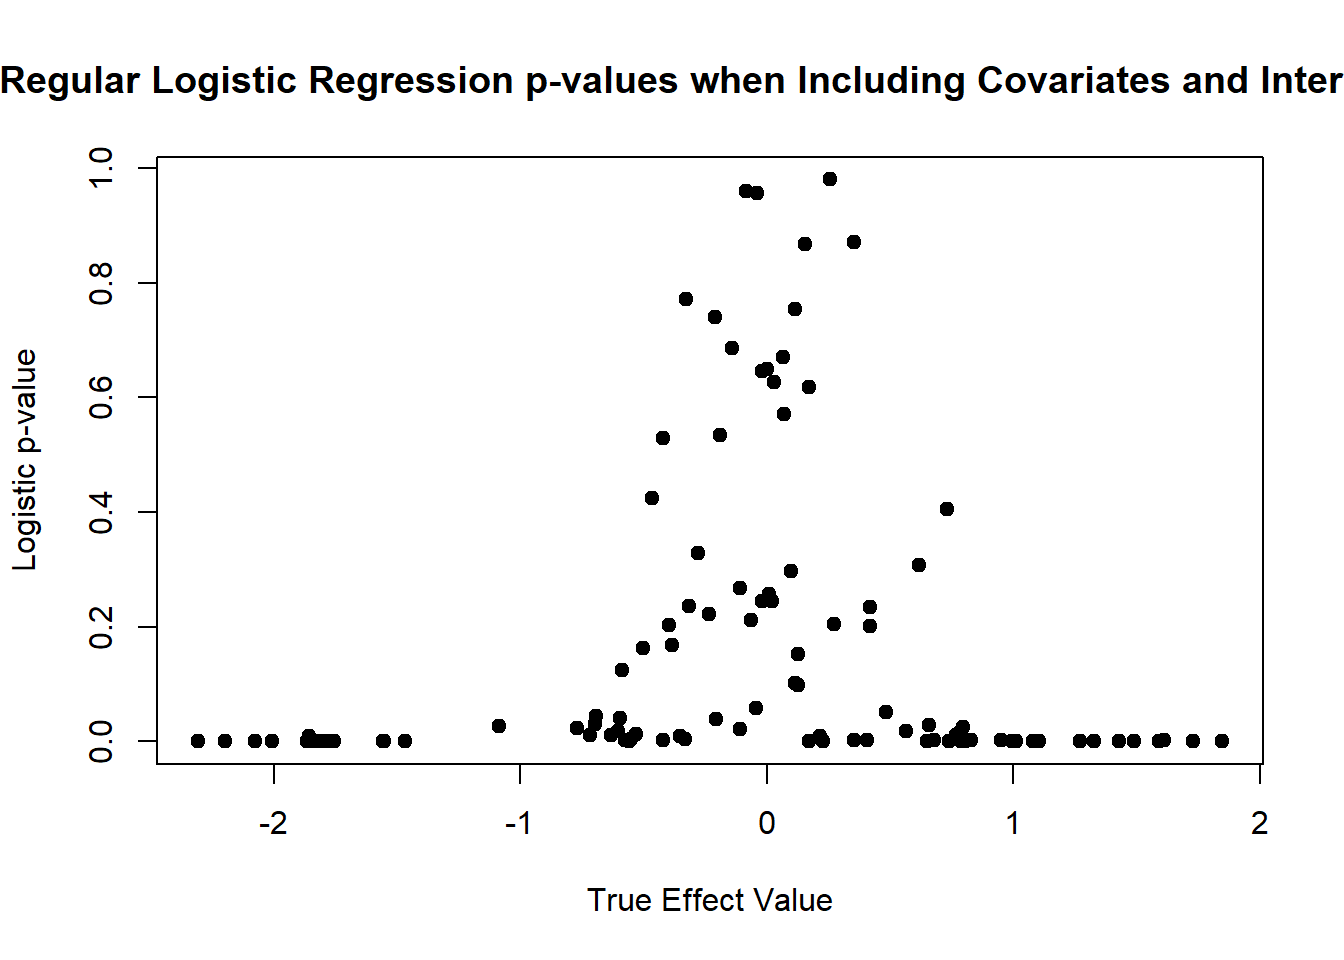 Regular Logistic Regression p-values when Including Covariates and Inter
Logistic p-value
1.0
0.8
0.6
0.4
0.2
0.0
-2 -1 0 1 2
True Effect Value